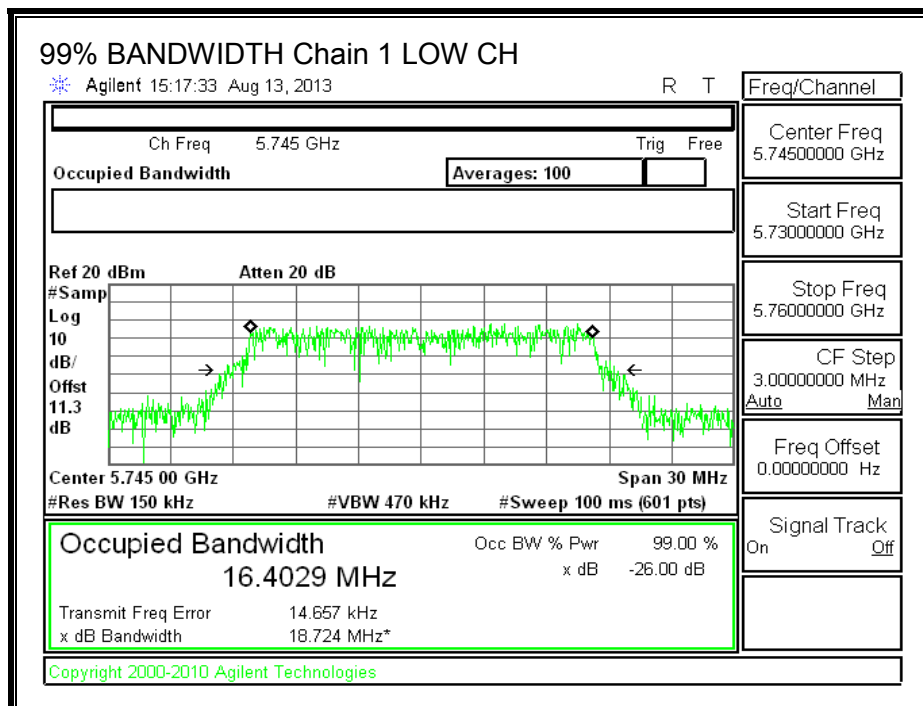 99% BANDWIDTH Chain 1 LOW CH
Agilent 15:17:33 Aug 13, 2013 R T
Freq/Channel
Ch Freq 5.745 GHz Trig Free
Occupied Bandwidth Averages: 100
Center Freq
5.74500000 GHz
Start Freq
5.73000000 GHz
Stop Freq
5.76000000 GHz
CF Step
3.00000000 MHz
Auto Man
Freq Offset
0.00000000 Hz
Signal Track
On Off
Ref 20 dBm Atten 20 dB
#Samp
Log
10
dB/
Offst
11.3
dB
Center 5.745 00 GHz Span 30 MHz
#Res BW 150 kHz #VBW 470 kHz #Sweep 100 ms (601 pts)
Occupied Bandwidth Occ BW % Pwr 99.00 %
16.4029 MHz x dB -26.00 dB
Transmit Freq Error 14.657 kHz
x dB Bandwidth 18.724 MHz*
Copyright 2000-2010 Agilent Technologies